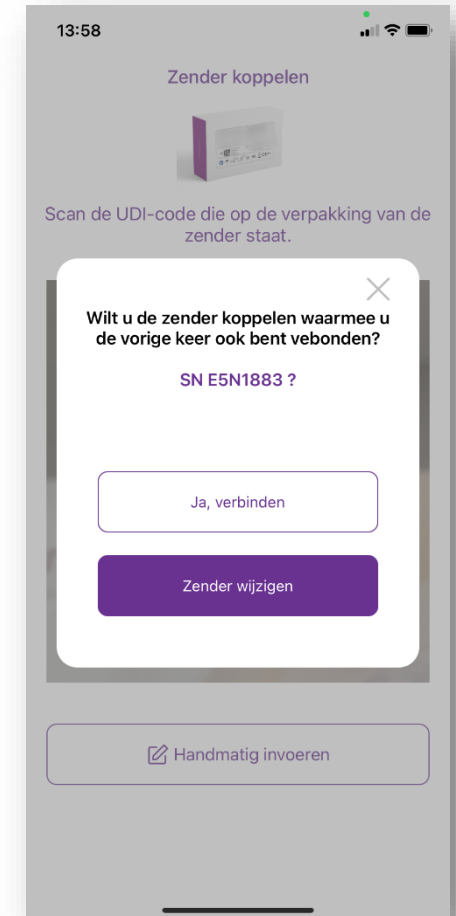 13:58
Zender koppelen
Scan de UDI-code die op de verpakking van de
zender staat.
Wilt u de zender koppelen waarmee u
de vorige keer ook bent vebonden?
SN E5N1883 ?
Ja, verbinden
Zender wijzigen
Handmatig invoeren